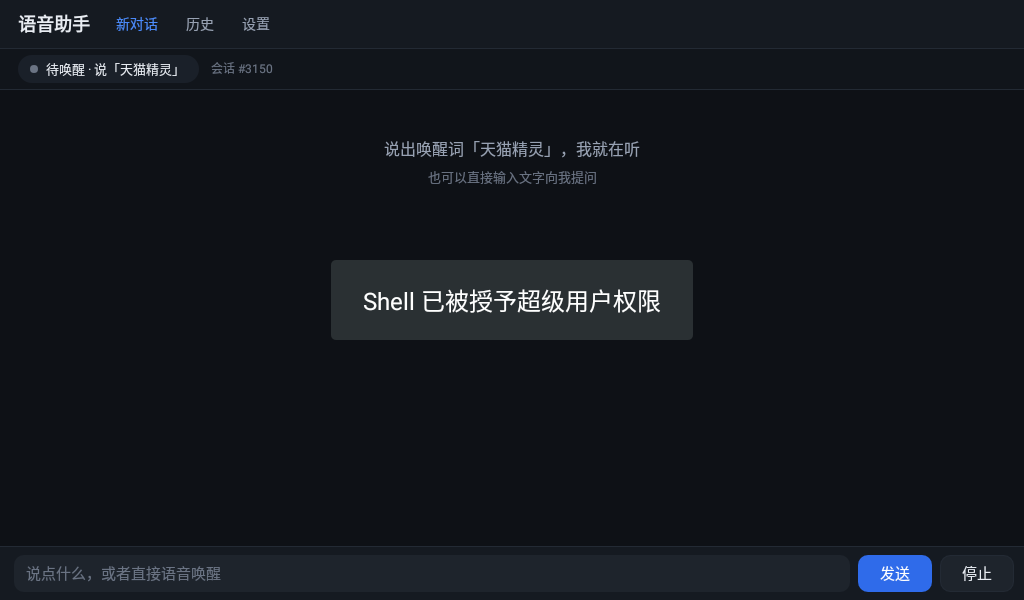 语音助手
新对话
历史
设置
待唤醒 · 说「天猫精灵」
会话 #3150
说出唤醒词「天猫精灵」，我就在听
也可以直接输入文字向我提问
Shell 已被授予超级用户权限
说点什么，或者直接语音唤醒
发送
停止